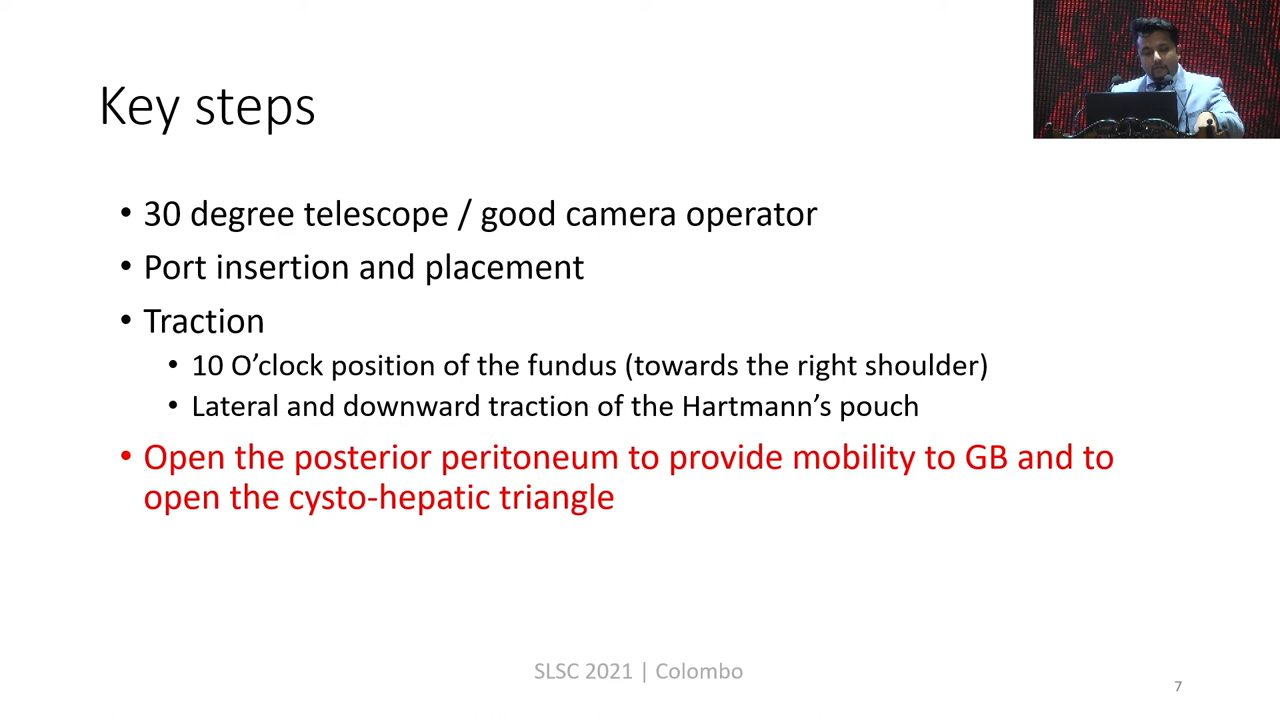 Key steps
• 30 degree telescope / good camera operator
• Port insertion and placement
• Traction
• 10 O’clock position of the fundus (towards the right shoulder)
• Lateral and downward traction of the Hartmann’s pouch
• Open the posterior peritoneum to provide mobility to GB and to
open the cysto-hepatic triangle
SLSC 2021 | Colombo
7